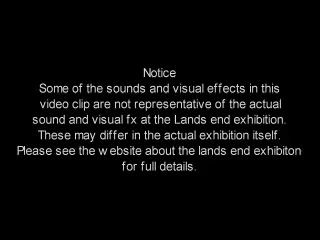 Notice
Some of the sounds and visual effects in this
video clip are not representative of the actual
sound and visual fx at the Lands end exhibition.
These may differ in the actual exhibition itself.
Please see the website about the lands end exhibiton
for full details.